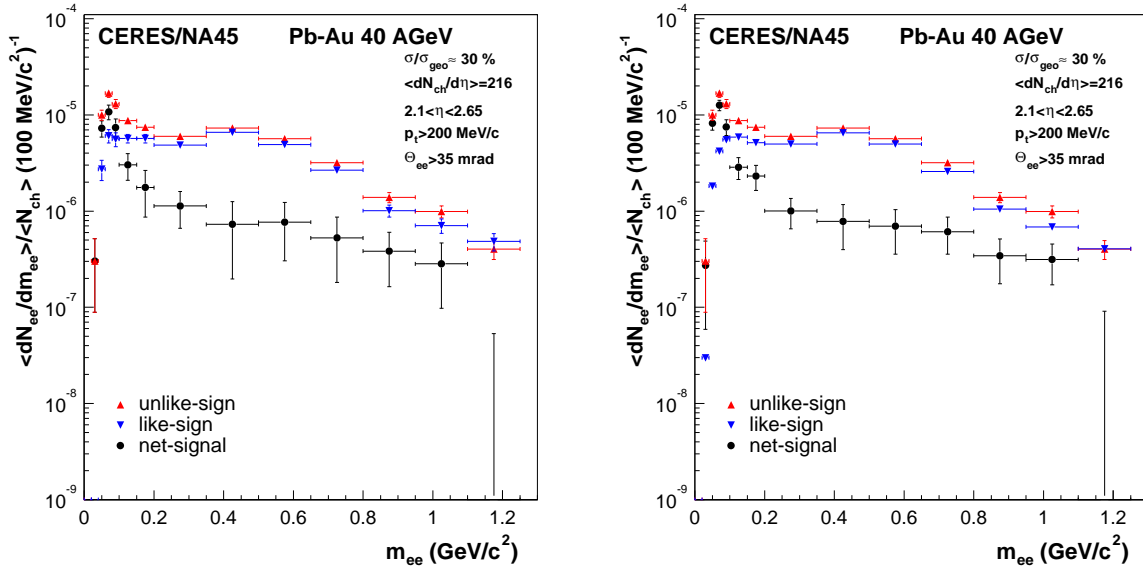 CERES/NA45 Pb-Au 40 AGeV
σ/σgeo≈ 30 %
<dNch/dη>=216
2.1<η<2.65
pt>200 MeV/c
Θee>35 mrad
<dNee/dmee>/<Nch> (100 MeV/c²)⁻¹
10⁻⁴
10⁻⁵
10⁻⁶
10⁻⁷
10⁻⁸
10⁻⁹
unlike-sign
like-sign
net-signal
0 0.2 0.4 0.6 0.8 1 1.2
mee (GeV/c²)
CERES/NA45 Pb-Au 40 AGeV
σ/σgeo≈ 30 %
<dNch/dη>=216
2.1<η<2.65
pt>200 MeV/c
Θee>35 mrad
<dNee/dmee>/<Nch> (100 MeV/c²)⁻¹
10⁻⁴
10⁻⁵
10⁻⁶
10⁻⁷
10⁻⁸
10⁻⁹
unlike-sign
like-sign
net-signal
0 0.2 0.4 0.6 0.8 1 1.2
mee (GeV/c²)